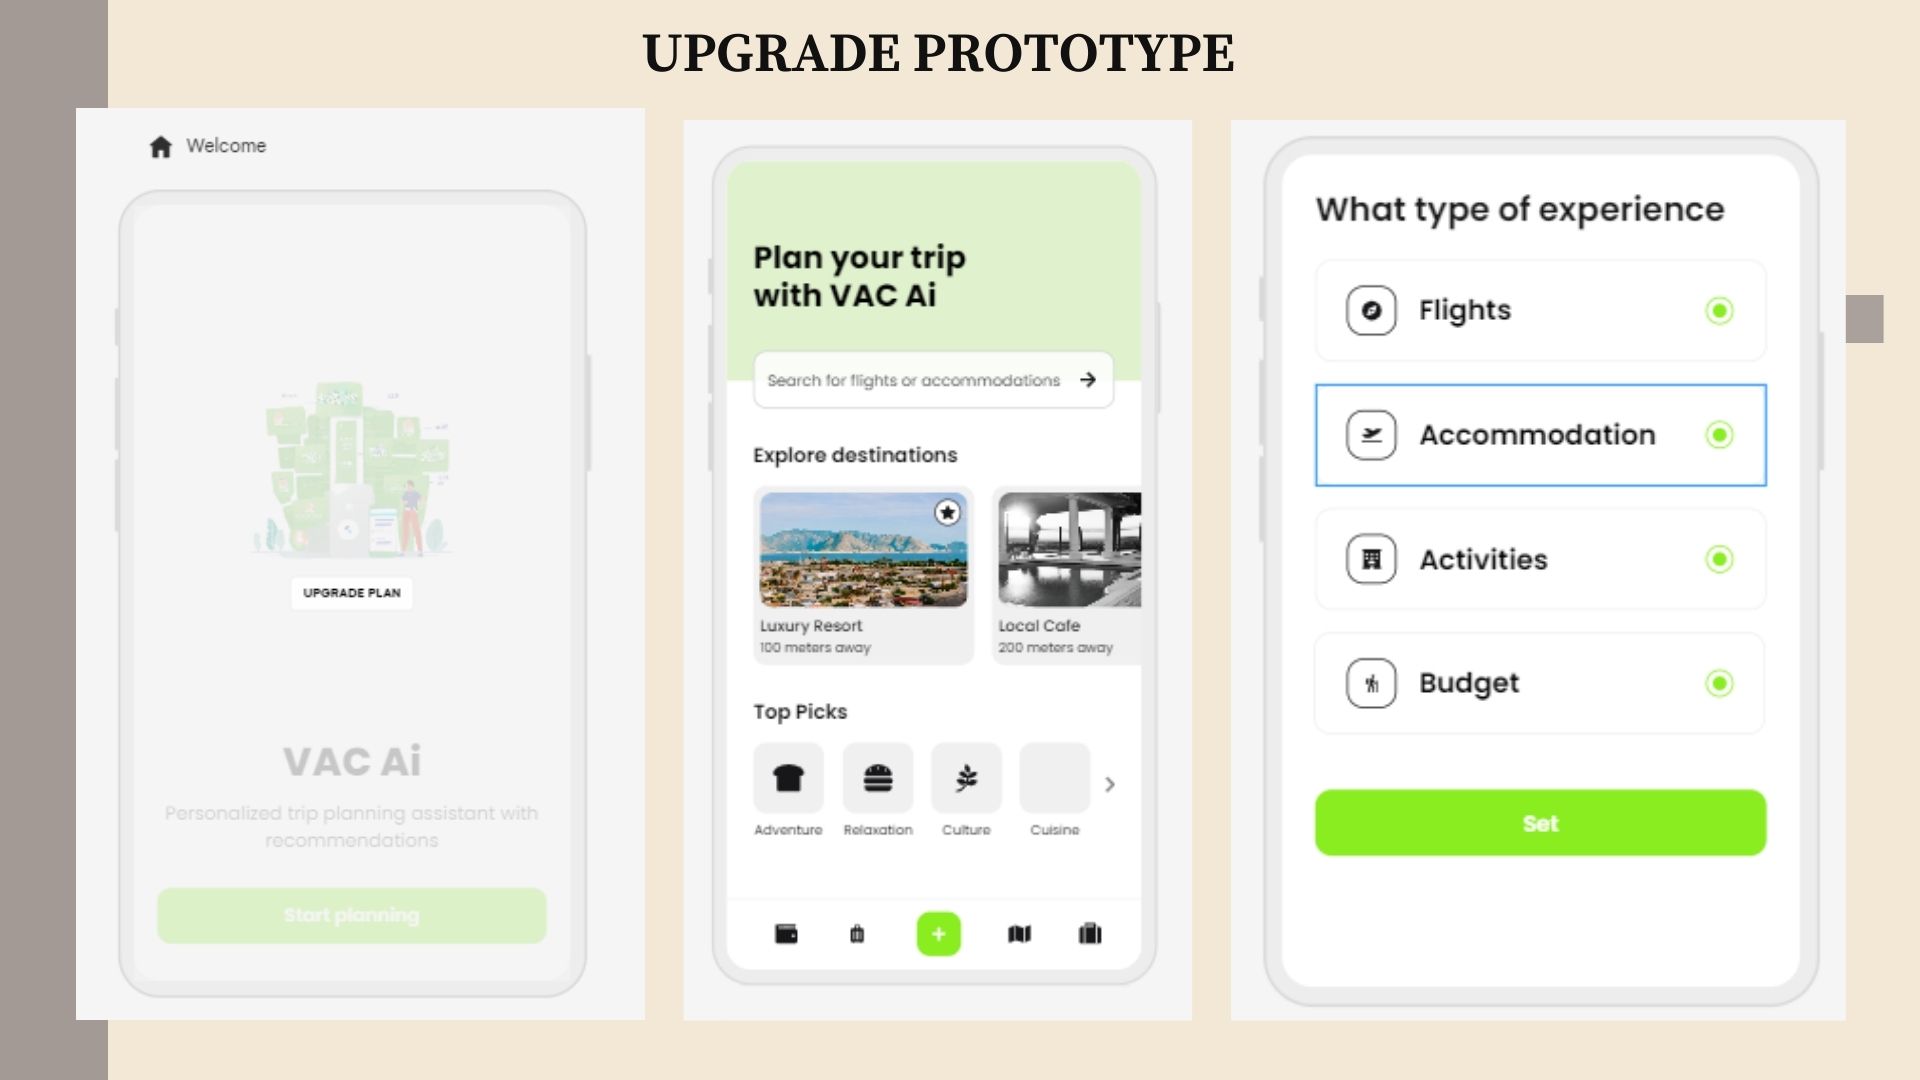 UPGRADE PROTOTYPE
Welcome
UPGRADE PLAN
VAC Ai
Personalized trip planning assistant with
recommendations
Start planning
Plan your trip
with VAC Ai
Search for flights or accommodations
Explore destinations
Luxury Resort
100 meters away
Local Cafe
200 meters away
Top Picks
Adventure
Relaxation
Culture
Cuisine
What type of experience
Flights
Accommodation
Activities
Budget
Set